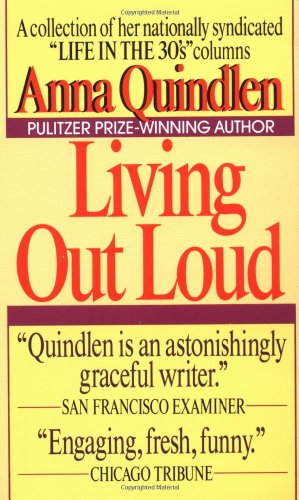 A collection of her nationally syndicated
"LIFE IN THE 30's" columns
Anna Quindlen
PULITZER PRIZE-WINNING AUTHOR
Living
Out Loud
"Quindlen is an astonishingly
graceful writer."
SAN FRANCISCO EXAMINER
"Engaging, fresh, funny."
CHICAGO TRIBUNE